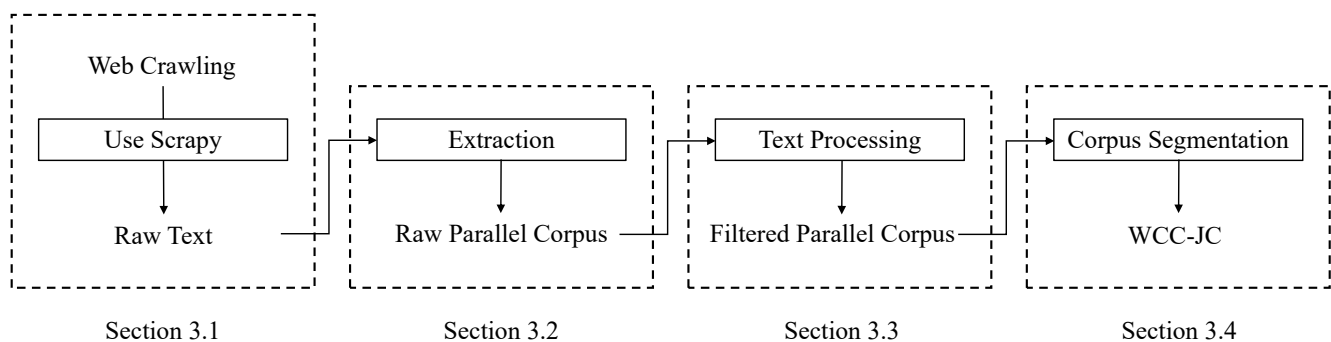 Web Crawling
Use Scrapy
Raw Text
Section 3.1
Extraction
Raw Parallel Corpus
Section 3.2
Text Processing
Filtered Parallel Corpus
Section 3.3
Corpus Segmentation
WCC-JC
Section 3.4